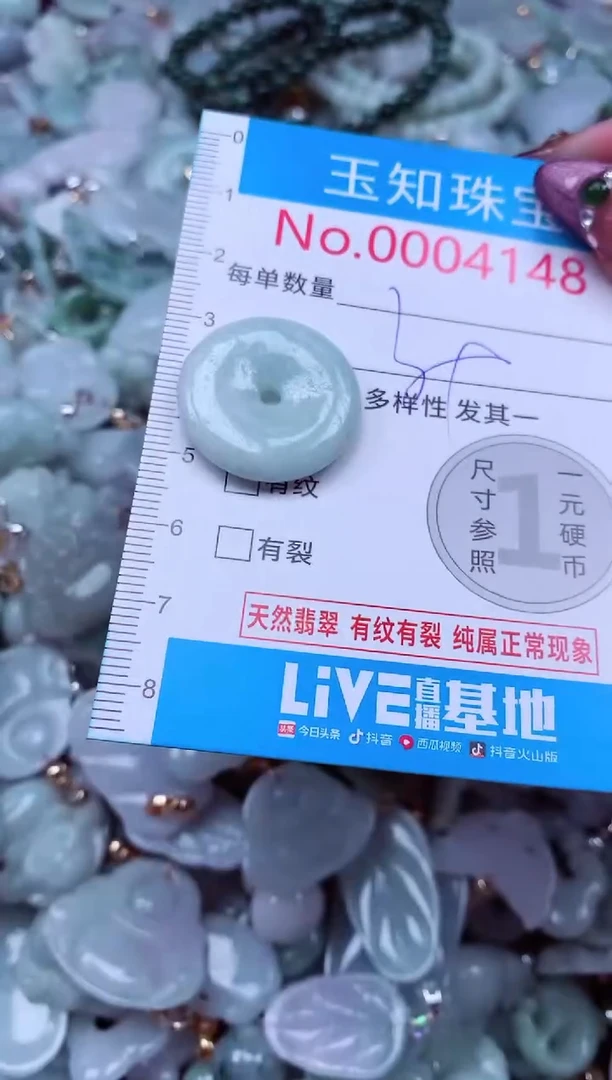 0
1
2
3
5
6
7
8
玉知珠宝
No.0004148
每单数量
多样性 发其一
有纹
有裂
尺寸参照
1
一元硬币
天然翡翠 有纹有裂 纯属正常现象
LiVE直播基地
头条 今日头条 抖音 西瓜视频 抖音火山版